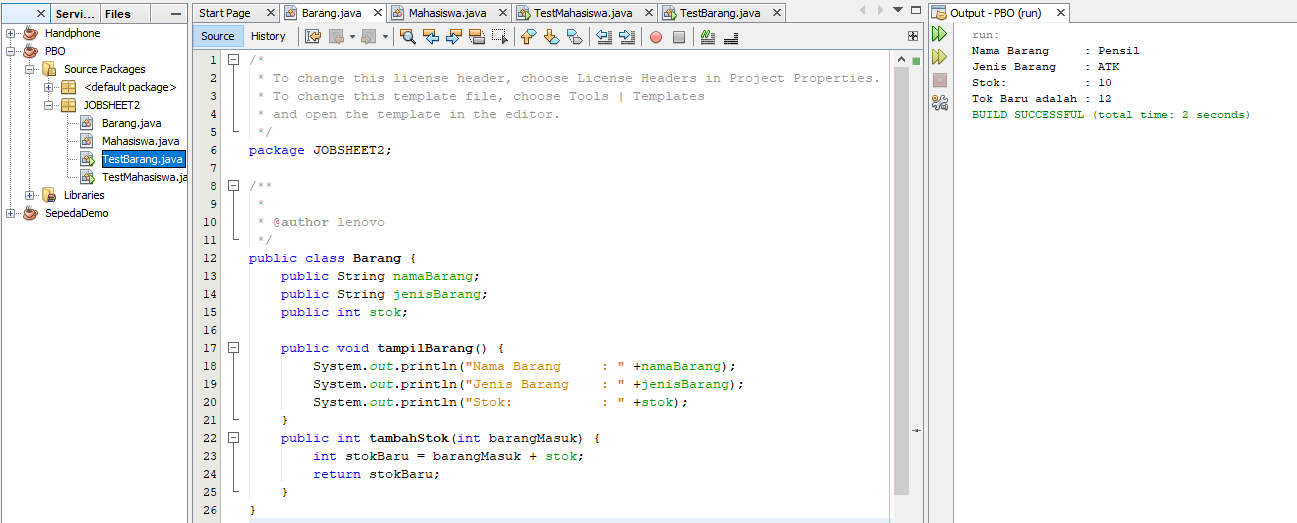 Servi... Files
Handphone
PBO
Source Packages
<default package>
JOBSHEET2
Barang.java
Mahasiswa.java
TestBarang.java
TestMahasiswa.ja
Libraries
SepedaDemo
Start Page Barang.java Mahasiswa.java TestMahasiswa.java TestBarang.java
Source History
1 /*
2 * To change this license header, choose License Headers in Project Properties.
3 * To change this template file, choose Tools | Templates
4 * and open the template in the editor.
5 */
6 package JOBSHEET2;
7
8 /**
9 *
10 * @author lenovo
11 */
12 public class Barang {
13 public String namaBarang;
14 public String jenisBarang;
15 public int stok;
16
17 public void tampilBarang() {
18 System.out.println("Nama Barang     : " +namaBarang);
19 System.out.println("Jenis Barang    : " +jenisBarang);
20 System.out.println("Stok:           : " +stok);
21 }
22 public int tambahStok(int barangMasuk) {
23 int stokBaru = barangMasuk + stok;
24 return stokBaru;
25 }
26 }
Output - PBO (run)
run:
Nama Barang     : Pensil
Jenis Barang    : ATK
Stok:           : 10
Tok Baru adalah : 12
BUILD SUCCESSFUL (total time: 2 seconds)